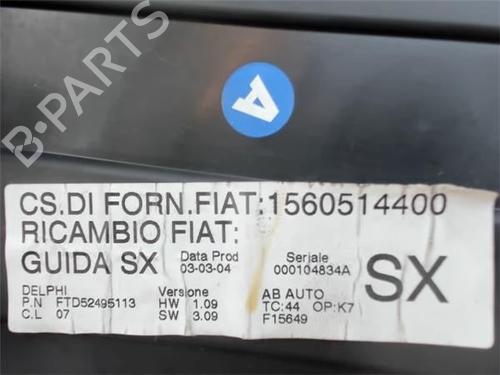 A
B-PARTS
CS.DI FORN.FIAT:1560514400
RICAMBIO FIAT:
GUIDA SX Data Prod 03-03-04 Seriale 000104834A SX
DELPHI Versione AB AUTO
P.N FTD52495113 HW 1.09 TC:44 OP:K7
C.L 07 SW 3.09 F15649